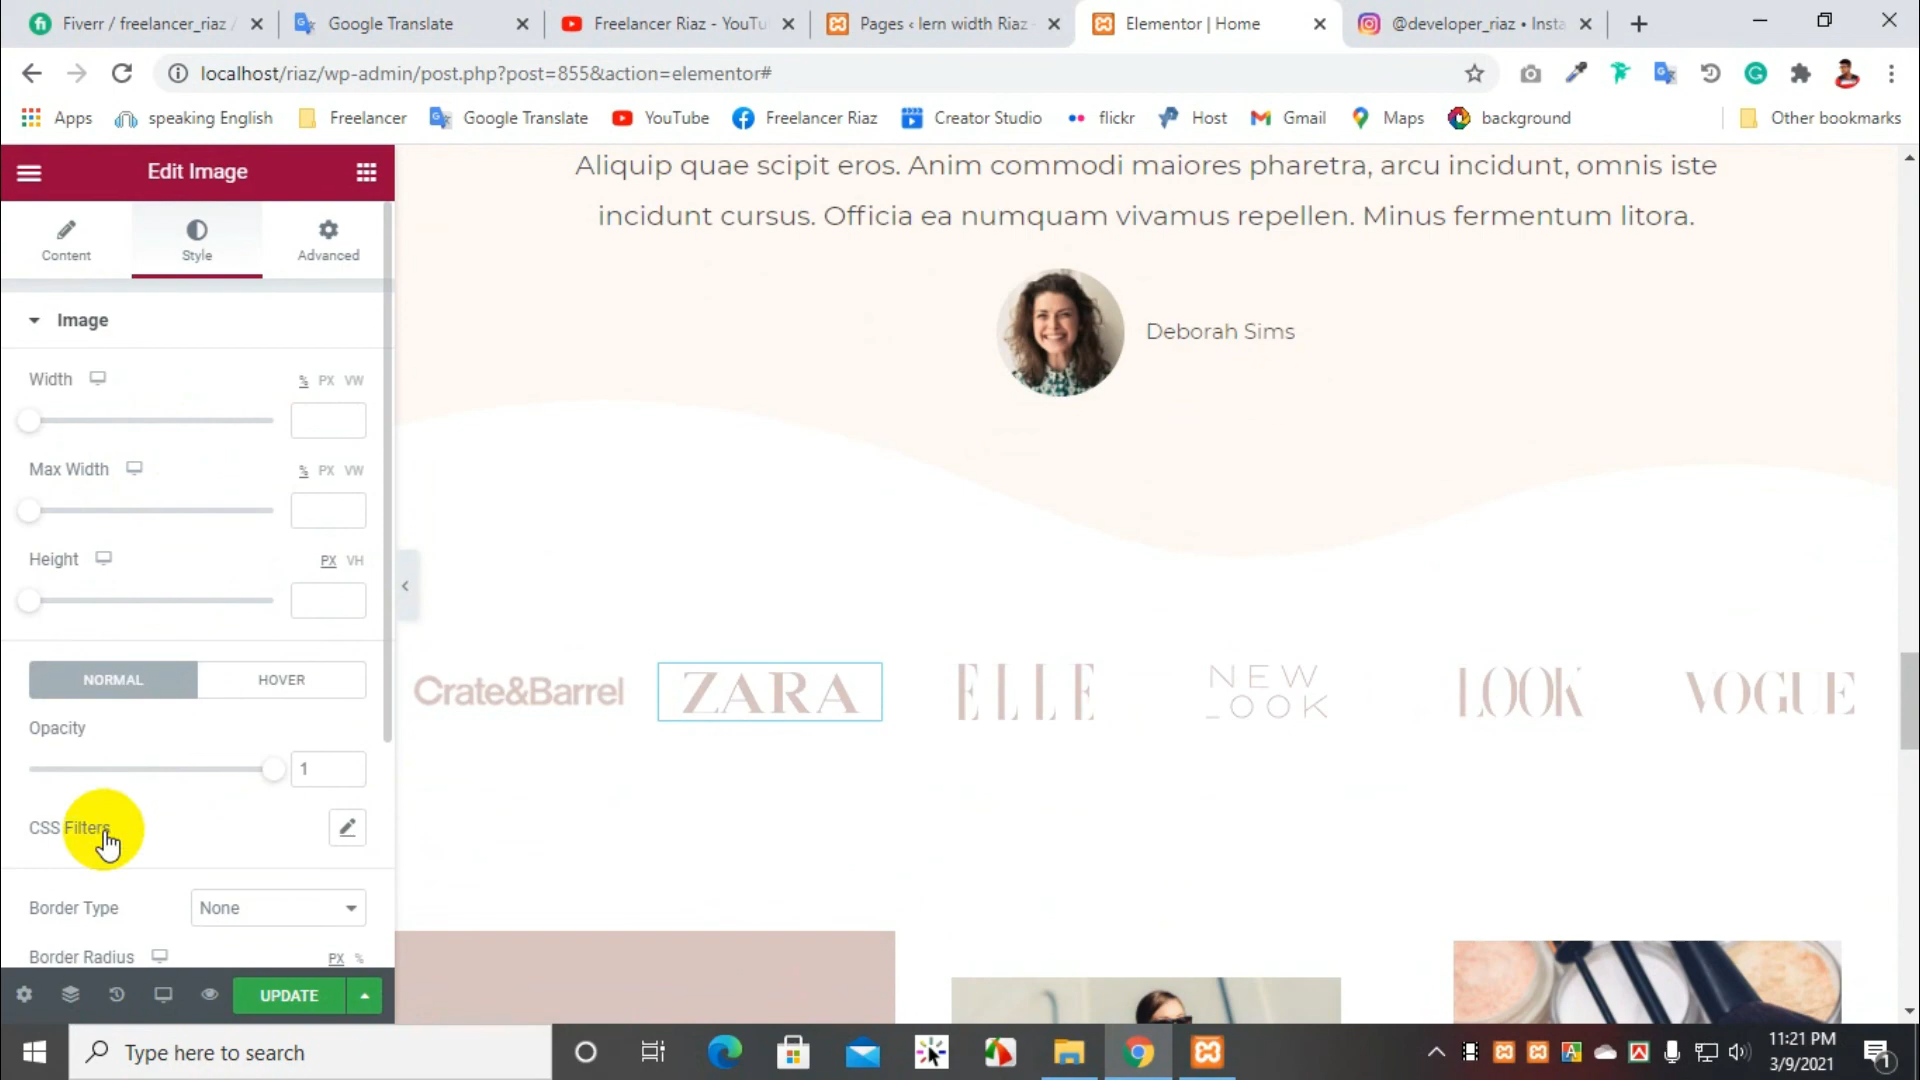 Fiverr / freelancer_riaz /
Google Translate
Freelancer Riaz - YouTu
Pages ‹ lern width Riaz
Elementor | Home
@developer_riaz • Insta
localhost/riaz/wp-admin/post.php?post=855&action=elementor#
Apps
speaking English
Freelancer
Google Translate
YouTube
Freelancer Riaz
Creator Studio
flickr
Host
Gmail
Maps
background
Other bookmarks
Edit Image
Content
Style
Advanced
Image
Width
% PX VW
Max Width
% PX VW
Height
PX VH
NORMAL
HOVER
Opacity
1
CSS Filters
Border Type
None
Border Radius
PX %
UPDATE
Aliquip quae scipit eros. Anim commodi maiores pharetra, arcu incidunt, omnis iste
incidunt cursus. Officia ea numquam vivamus repellen. Minus fermentum litora.
Deborah Sims
Crate&Barrel
ZARA
ELLE
NEW
LOOK
LOOK
VOGUE
Type here to search
11:21 PM
3/9/2021
1